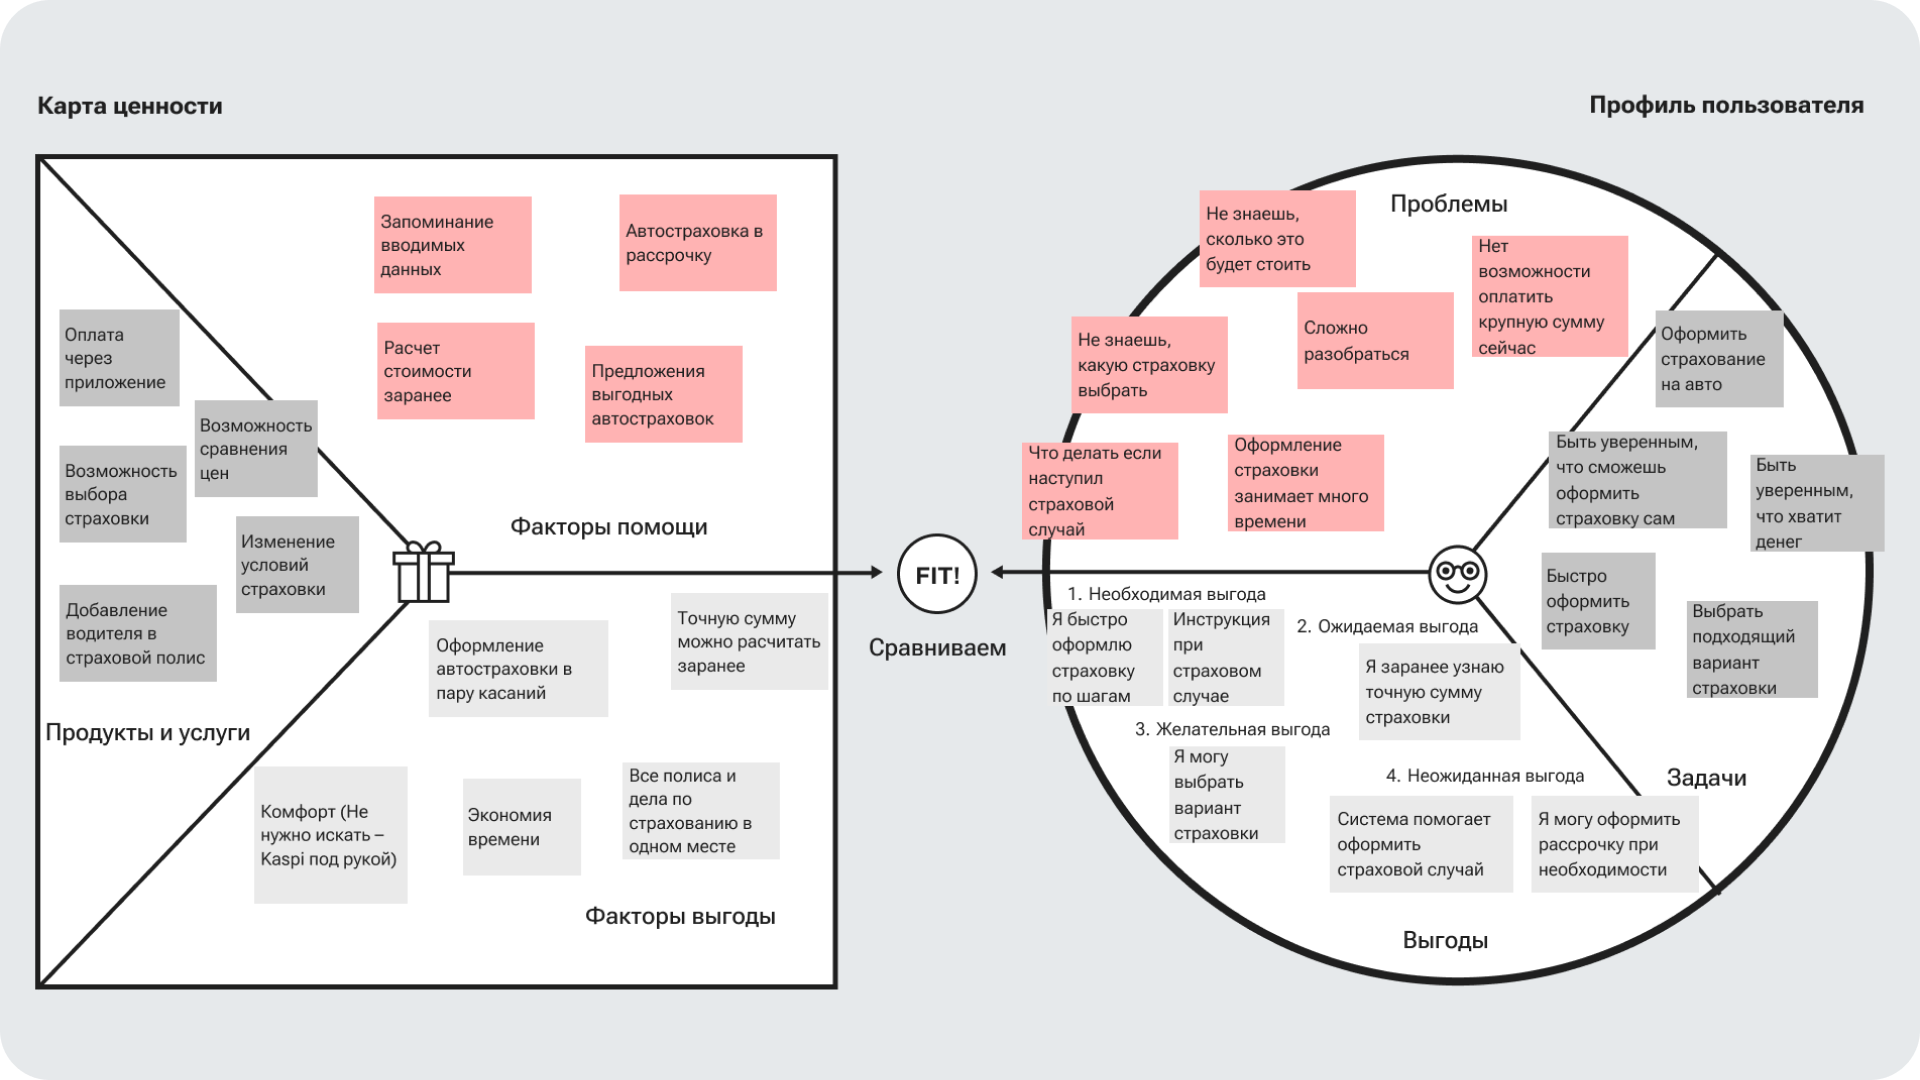 Карта ценности
Профиль пользователя
Запоминание
вводимых
данных
Автостраховка в
рассрочку
Расчет
стоимости
заранее
Предложения
выгодных
автостраховок
Факторы помощи
Оплата
через
приложение
Возможность
сравнения
цен
Возможность
выбора
страховки
Изменение
условий
страховки
Добавление
водителя в
страховой полис
Продукты и услуги
Оформление
автостраховки в
пару касаний
Точную сумму
можно расчитать
заранее
Комфорт (Не
нужно искать –
Kaspi под рукой)
Экономия
времени
Все полиса и
дела по
страхованию в
одном месте
Факторы выгоды
FIT!
Сравниваем
Проблемы
Не знаешь,
сколько это
будет стоить
Нет
возможности
оплатить
крупную сумму
сейчас
Не знаешь,
какую страховку
выбрать
Сложно
разобраться
Что делать если
наступил
страховой
случай
Оформление
страховки
занимает много
времени
Оформить
страхование
на авто
Быть уверенным,
что сможешь
оформить
страховку сам
Быть
уверенным,
что хватит
денег
Быстро
оформить
страховку
Выбрать
подходящий
вариант
страховки
Задачи
1. Необходимая выгода
Я быстро
оформлю
страховку
по шагам
Инструкция
при
страховом
случае
2. Ожидаемая выгода
Я заранее узнаю
точную сумму
страховки
3. Желательная выгода
Я могу
выбрать
вариант
страховки
4. Неожиданная выгода
Система помогает
оформить
страховой случай
Я могу оформить
рассрочку при
необходимости
Выгоды